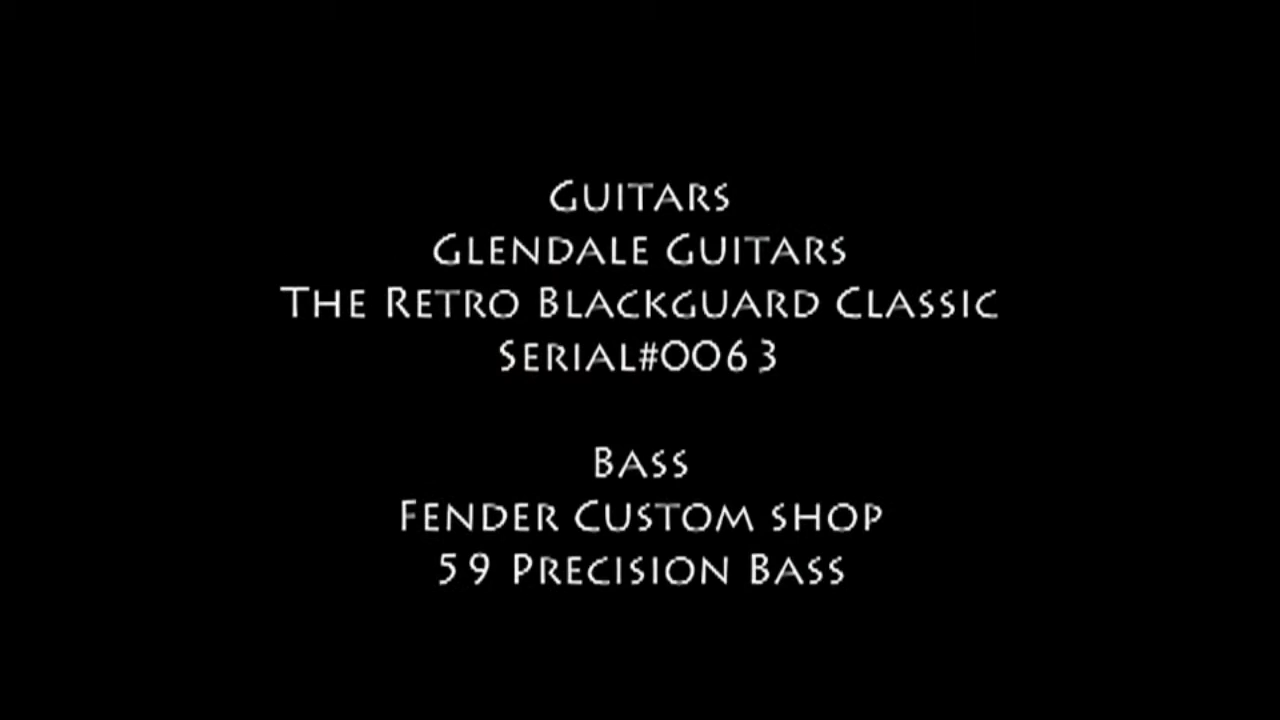 Guitars
Glendale Guitars
The Retro Blackguard Classic
Serial#0063
Bass
Fender Custom shop
59 Precision Bass